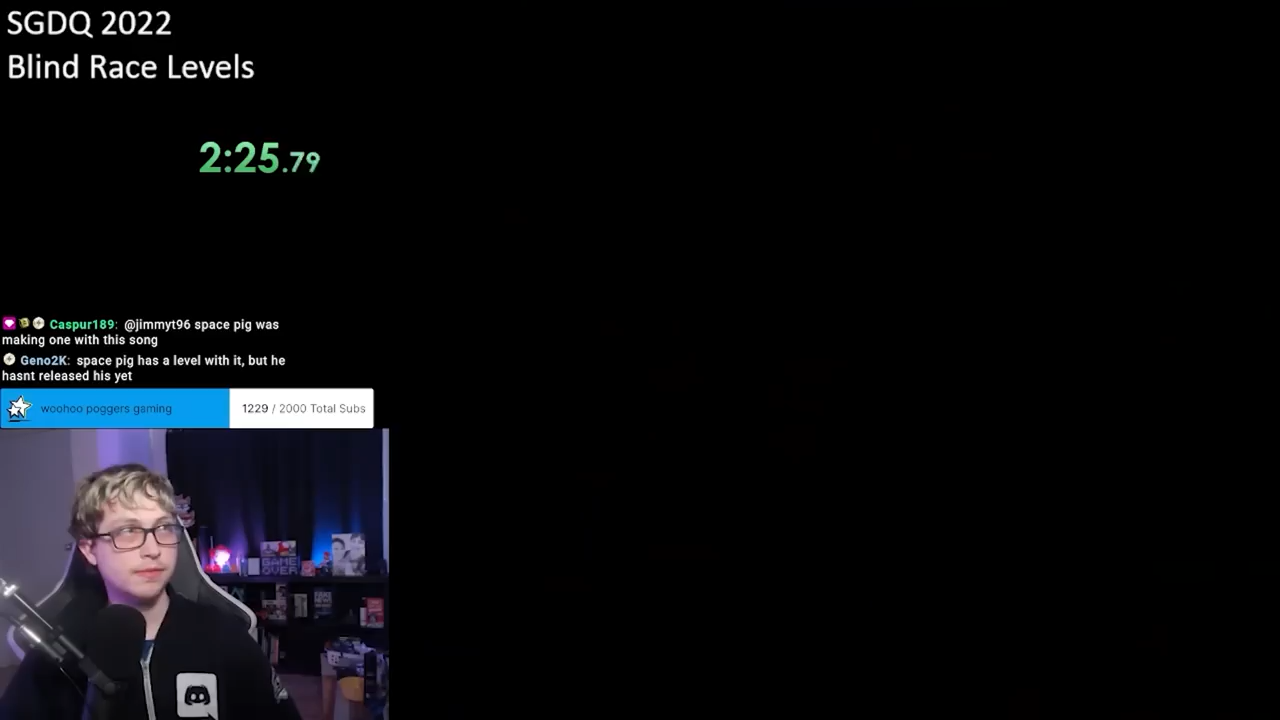 SGDQ 2022
Blind Race Levels
2:25.79
Caspur189: @jimmyt96 space pig was
making one with this song
Geno2K: space pig has a level with it, but he
hasnt released his yet
woohoo poggers gaming
1229 / 2000 Total Subs
GAME
OVER